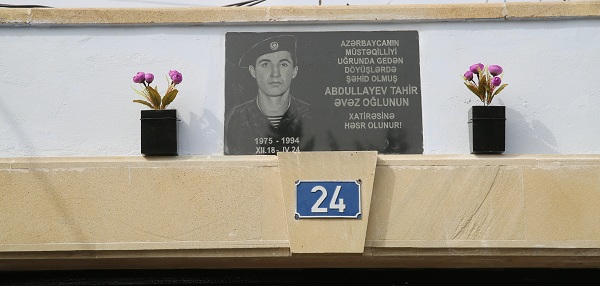 AZƏRBAYCANIN
MÜSTƏQİLLİYİ
UĞRUNDA GEDƏN
DÖYÜŞLƏRDƏ
ŞƏHİD OLMUŞ
ABDULLAYEV TAHİR
ƏVƏZ OĞLUNUN
XATİRƏSİNƏ
HƏSR OLUNUR!
1975 - 1994
XII.18- IV.24
24